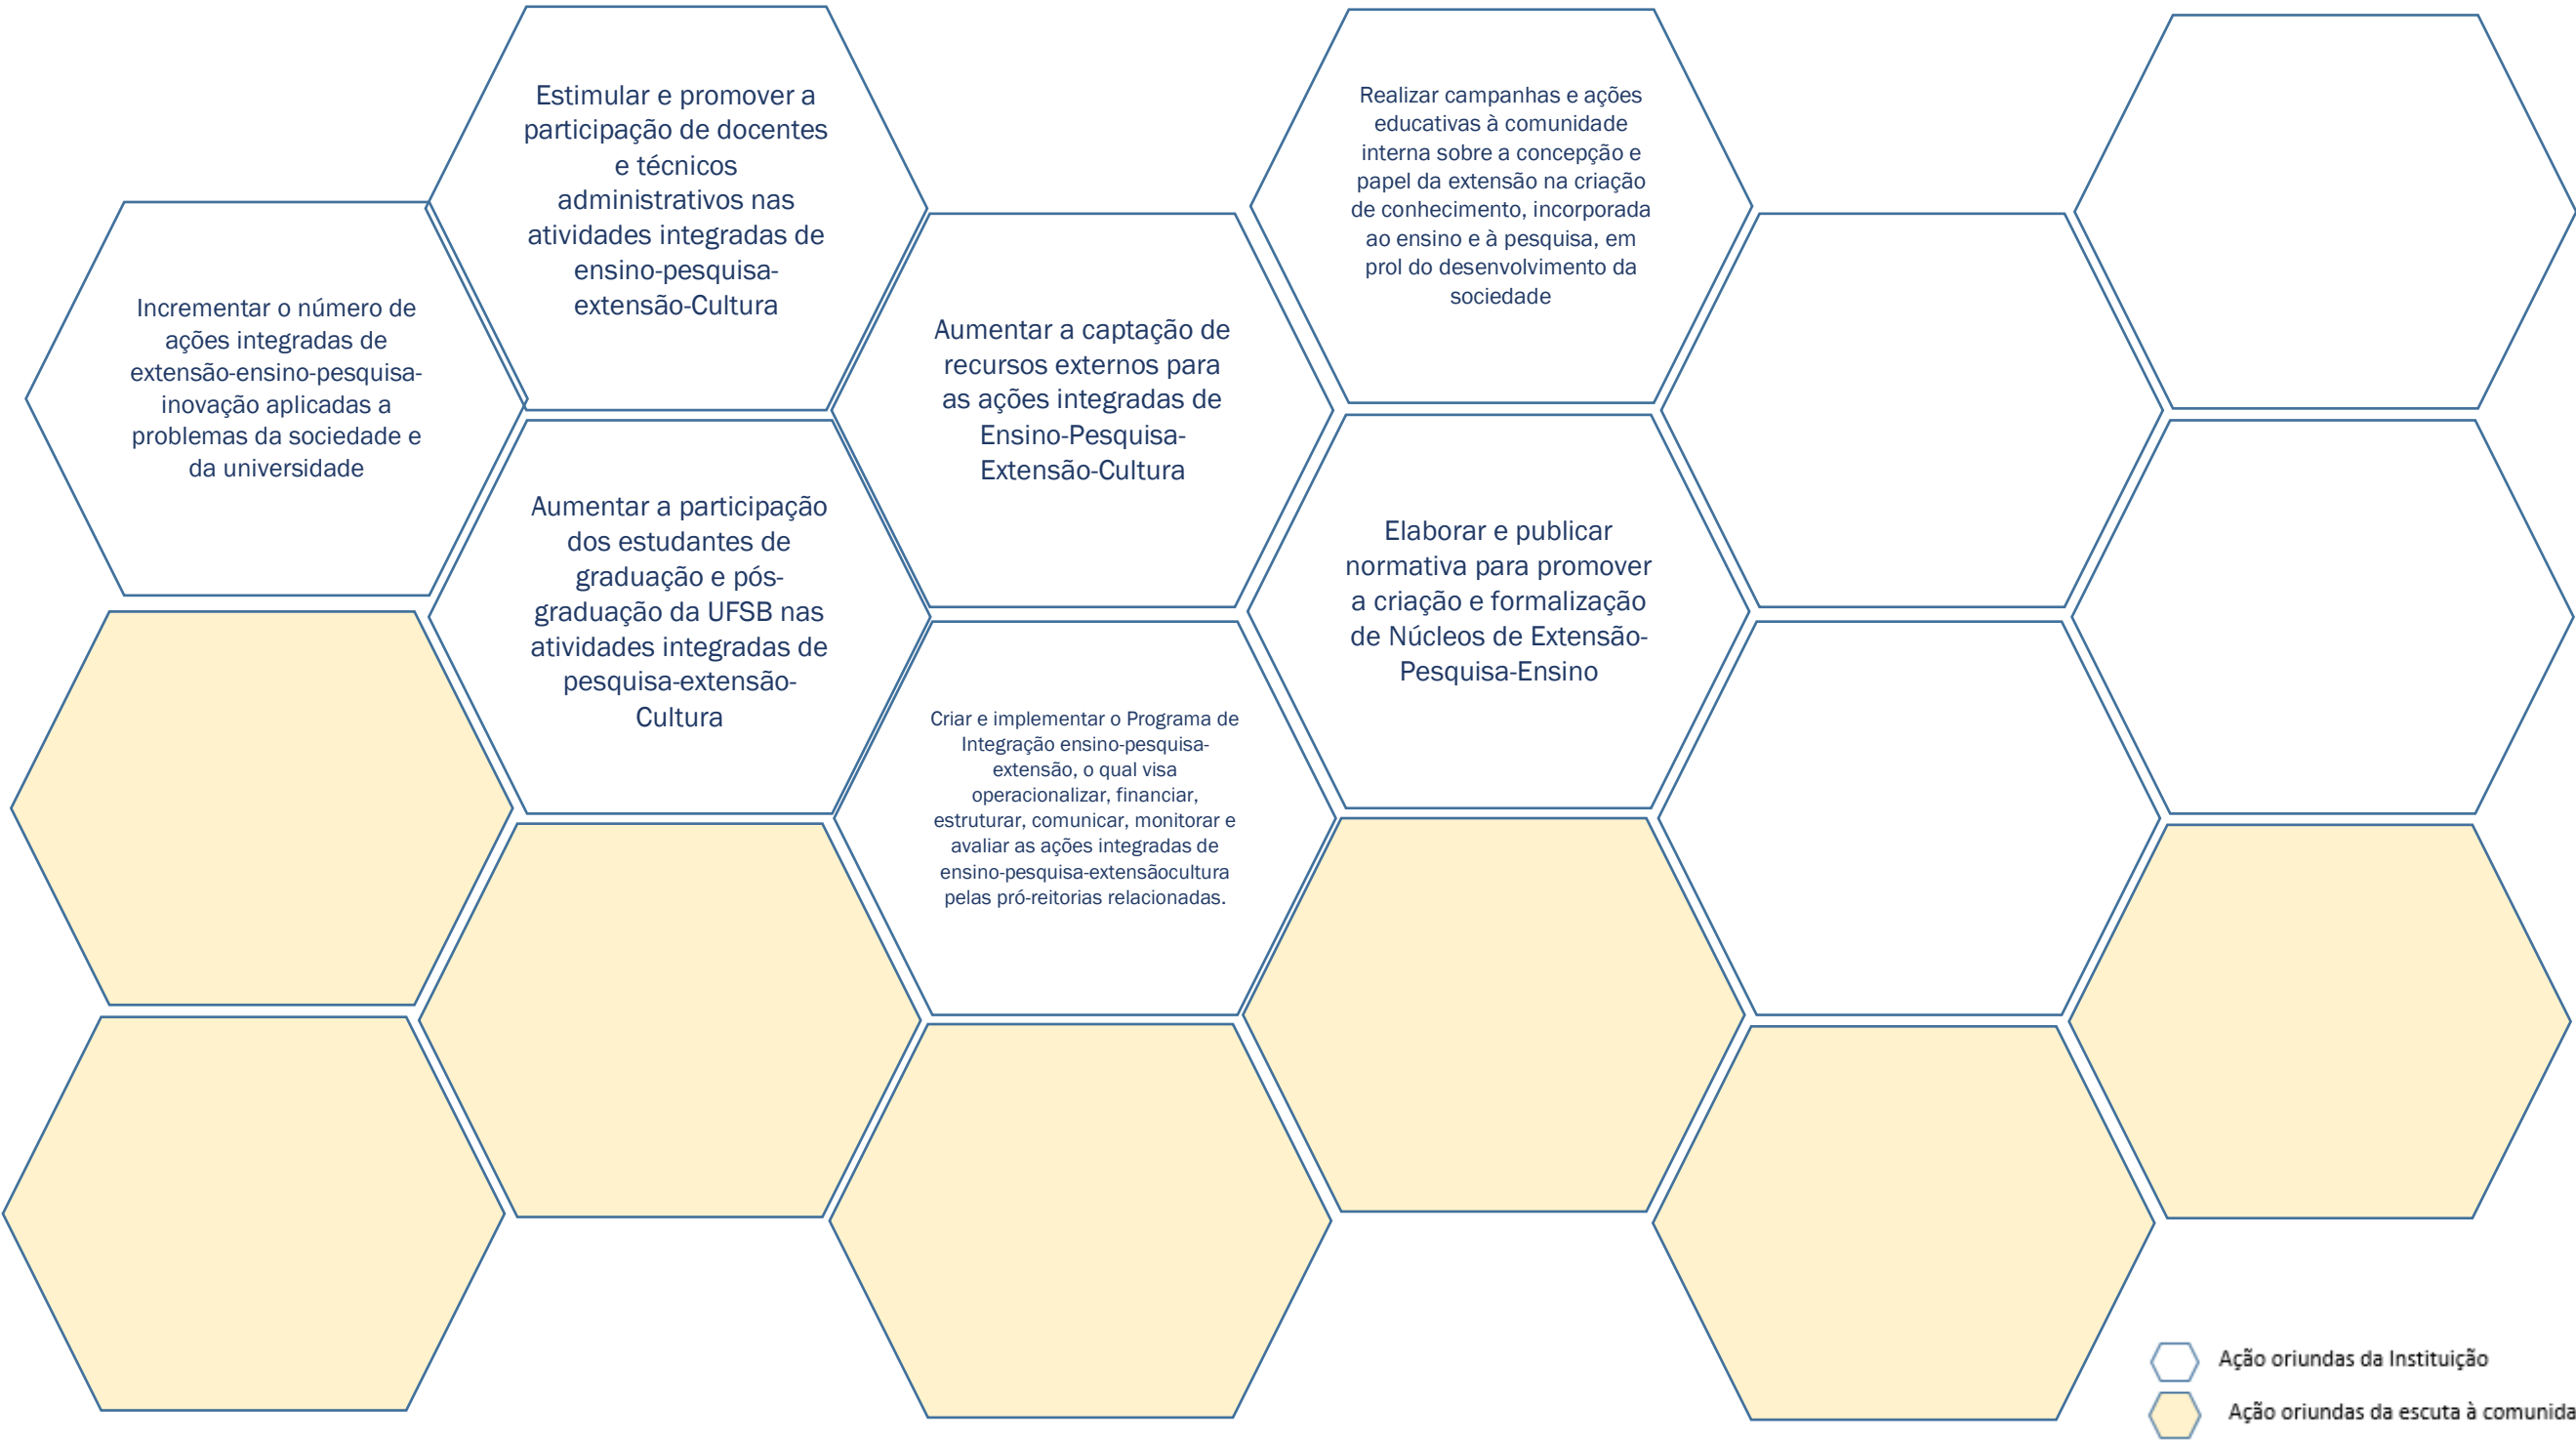 Estimular e promover a
participação de docentes
e técnicos
administrativos nas
atividades integradas de
ensino-pesquisa-
extensão-Cultura
Realizar campanhas e ações
educativas à comunidade
interna sobre a concepção e
papel da extensão na criação
de conhecimento, incorporada
ao ensino e à pesquisa, em
prol do desenvolvimento da
sociedade
Incrementar o número de
ações integradas de
extensão-ensino-pesquisa-
inovação aplicadas a
problemas da sociedade e
da universidade
Aumentar a captação de
recursos externos para
as ações integradas de
Ensino-Pesquisa-
Extensão-Cultura
Aumentar a participação
dos estudantes de
graduação e pós-
graduação da UFSB nas
atividades integradas de
pesquisa-extensão-
Cultura
Elaborar e publicar
normativa para promover
a criação e formalização
de Núcleos de Extensão-
Pesquisa-Ensino
Criar e implementar o Programa de
Integração ensino-pesquisa-
extensão, o qual visa
operacionalizar, financiar,
estruturar, comunicar, monitorar e
avaliar as ações integradas de
ensino-pesquisa-extensãocultura
pelas pró-reitorias relacionadas.
Ação oriundas da Instituição
Ação oriundas da escuta à comunida